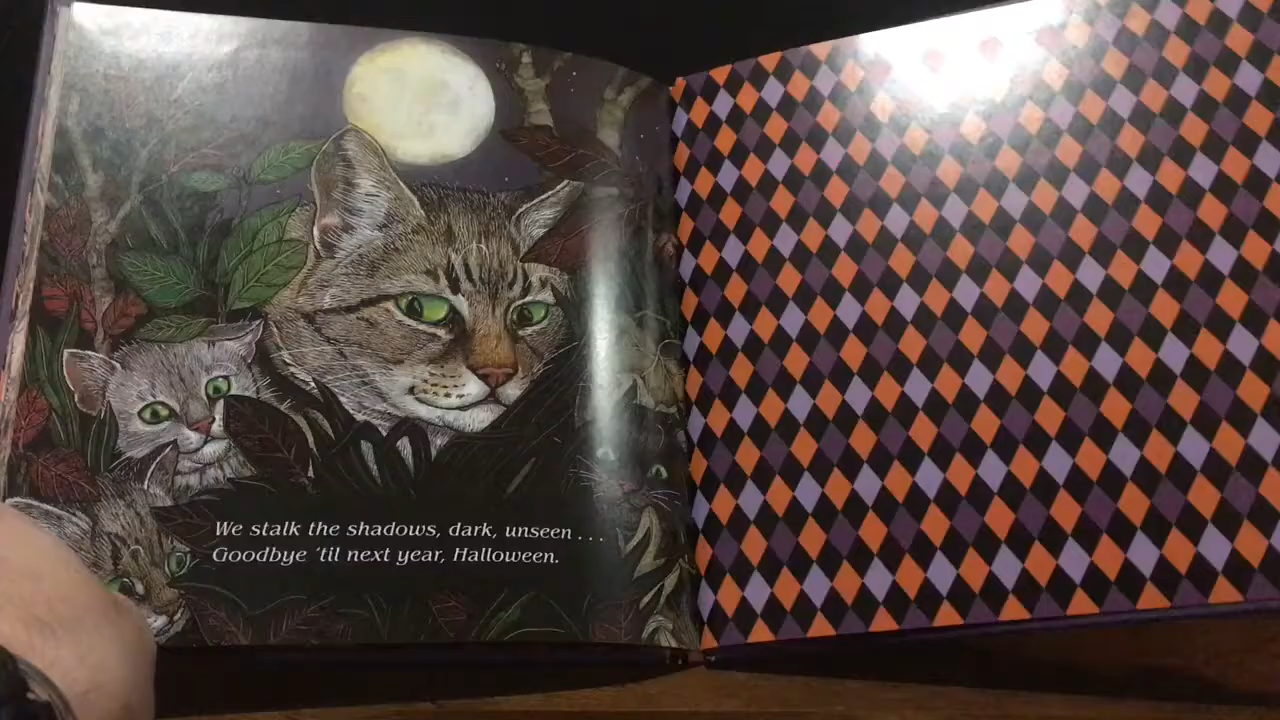 We stalk the shadows, dark, unseen . . .
Goodbye ’til next year, Halloween.